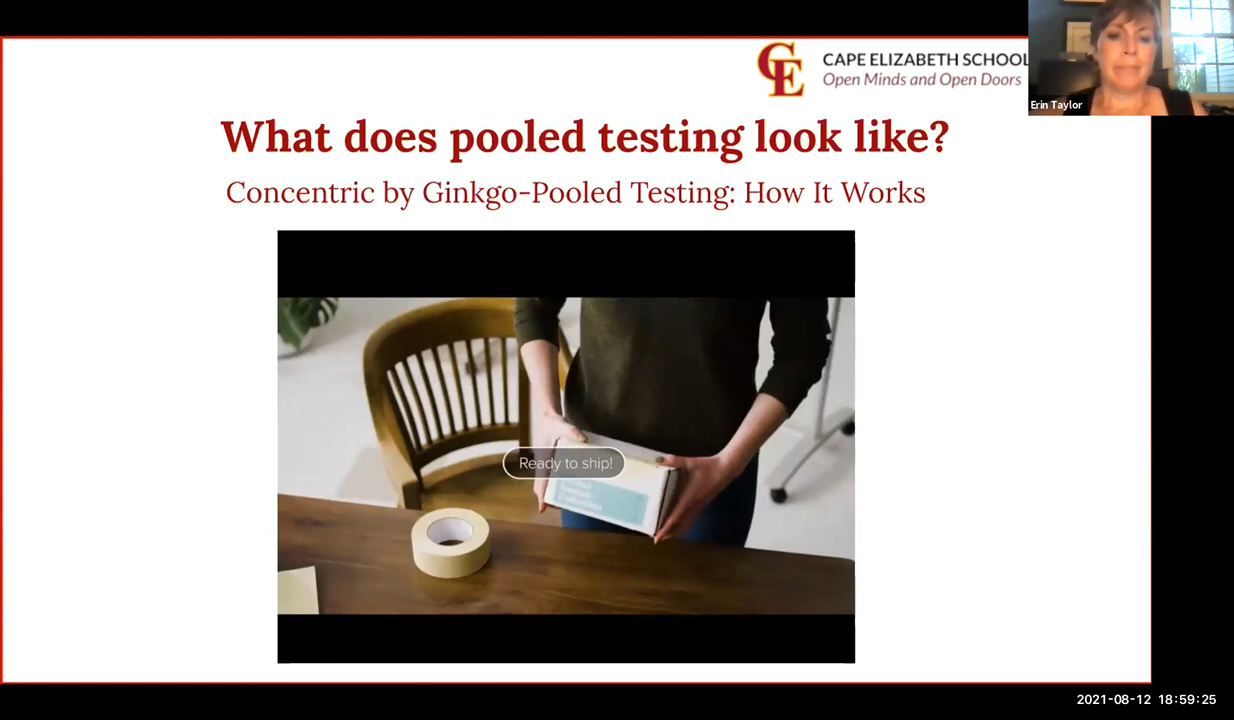 CE
CAPE ELIZABETH SCHOOL
Open Minds and Open Doors
Erin Taylor
What does pooled testing look like?
Concentric by Ginkgo-Pooled Testing: How It Works
Ready to ship!
2021-08-12 18:59:25